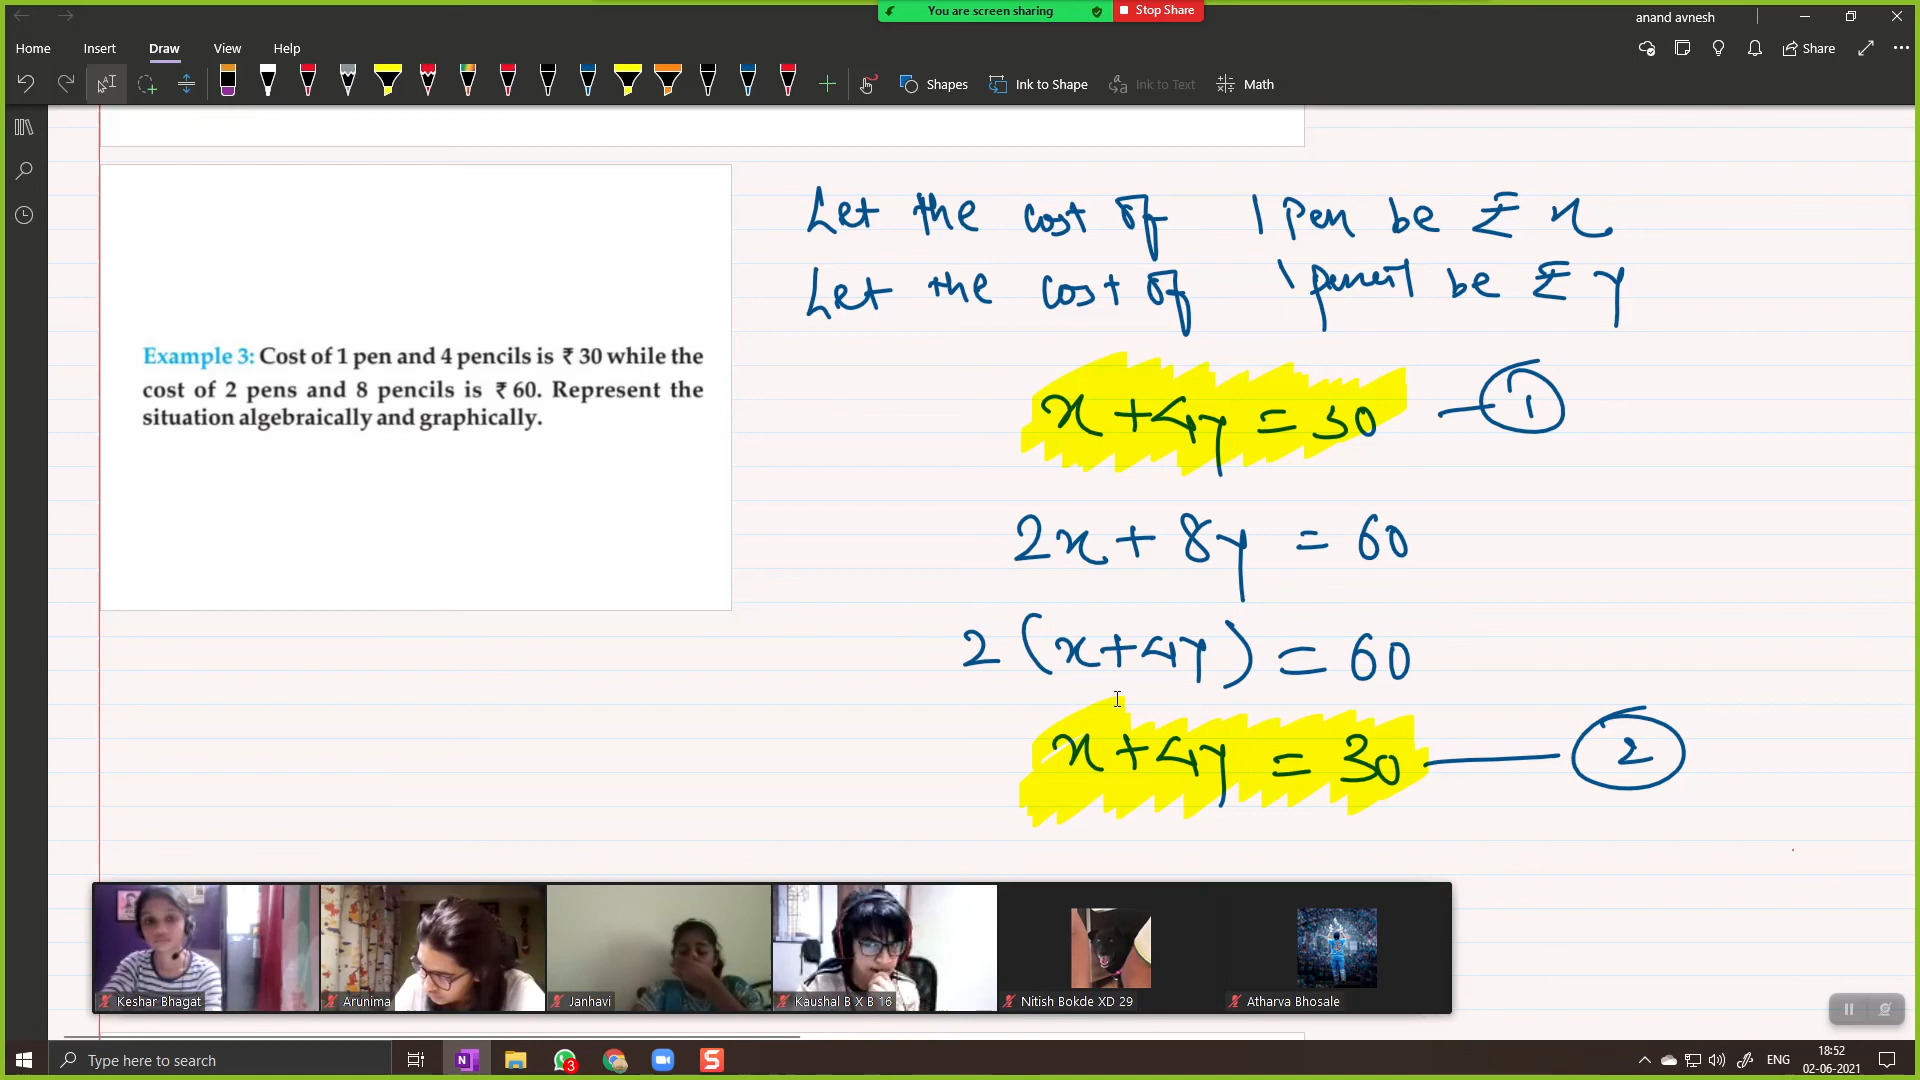 You are screen sharing
Stop Share
anand avnesh
Home Insert Draw View Help
Share
Shapes Ink to Shape Ink to Text Math
Let the cost of 1 pen be ₹ x
Let the cost of 1 pencil be ₹ y
Example 3: Cost of 1 pen and 4 pencils is ₹ 30 while the
cost of 2 pens and 8 pencils is ₹ 60. Represent the
situation algebraically and graphically.
x + 4y = 30 — 1
2x + 8y = 60
2 (x + 4y) = 60
x + 4y = 30 — 2
Keshar Bhagat
Arunima
Janhavi
Kaushal B X B 16
Nitish Bokde XD 29
Atharva Bhosale
Type here to search
N
3
S
ENG
18:52
02-06-2021